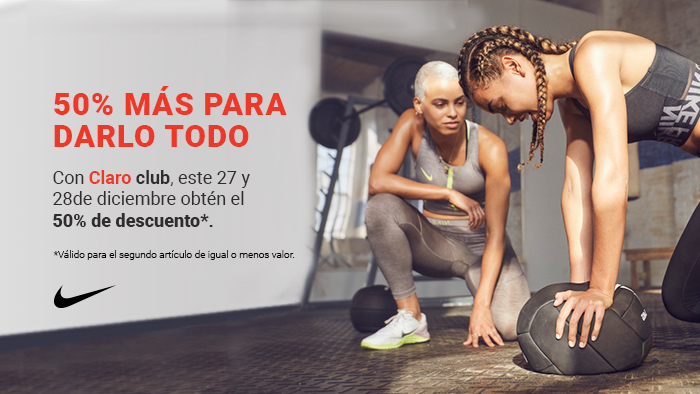 50% MÁS PARA
DARLO TODO
Con Claro club, este 27 y
28de diciembre obtén el
50% de descuento*.
*Válido para el segundo artículo de igual o menos valor.
NIKE